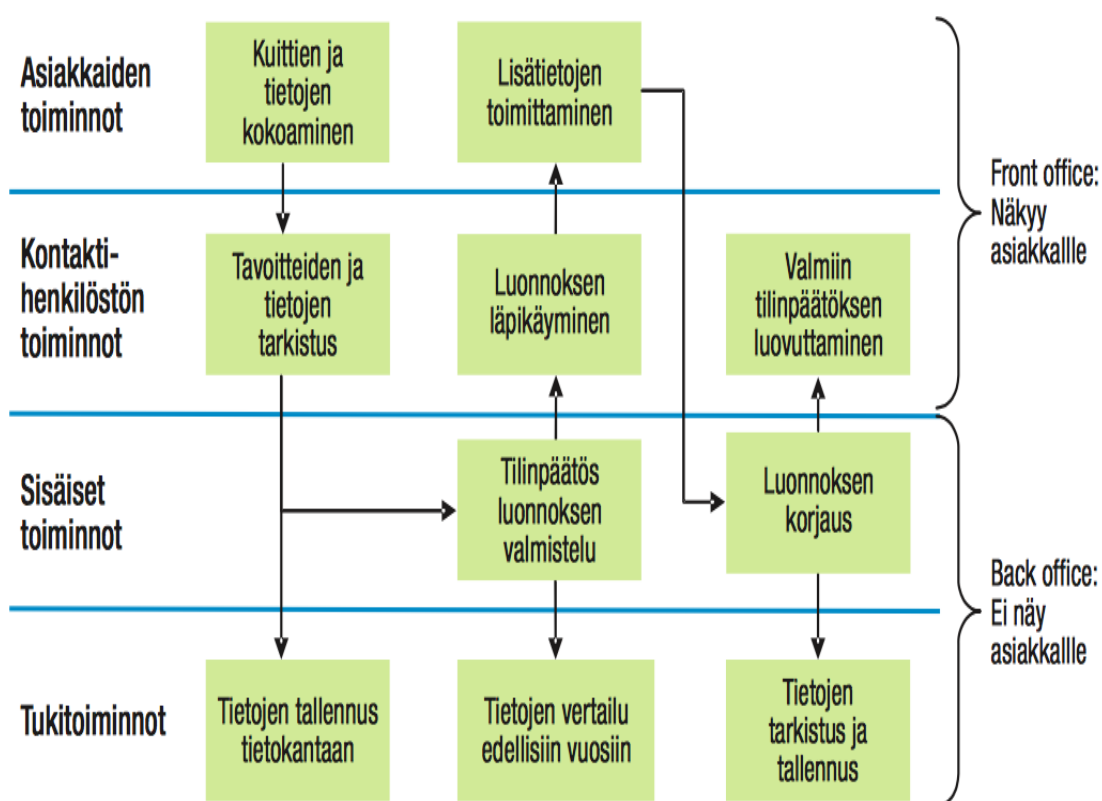 Asiakkaiden
toiminnot
Kuittien ja
tietojen
kokoaminen
Lisätietojen
toimittaminen
Front office:
Näkyy
asiakkallle
Kontakti-
henkilöstön
toiminnot
Tavoitteiden ja
tietojen
tarkistus
Luonnoksen
läpikäyminen
Valmiin
tilinpäätöksen
luovuttaminen
Sisäiset
toiminnot
Tilinpäätös
luonnoksen
valmistelu
Luonnoksen
korjaus
Back office:
Ei näy
asiakkallle
Tukitoiminnot
Tietojen tallennus
tietokantaan
Tietojen vertailu
edellisiin vuosiin
Tietojen
tarkistus ja
tallennus